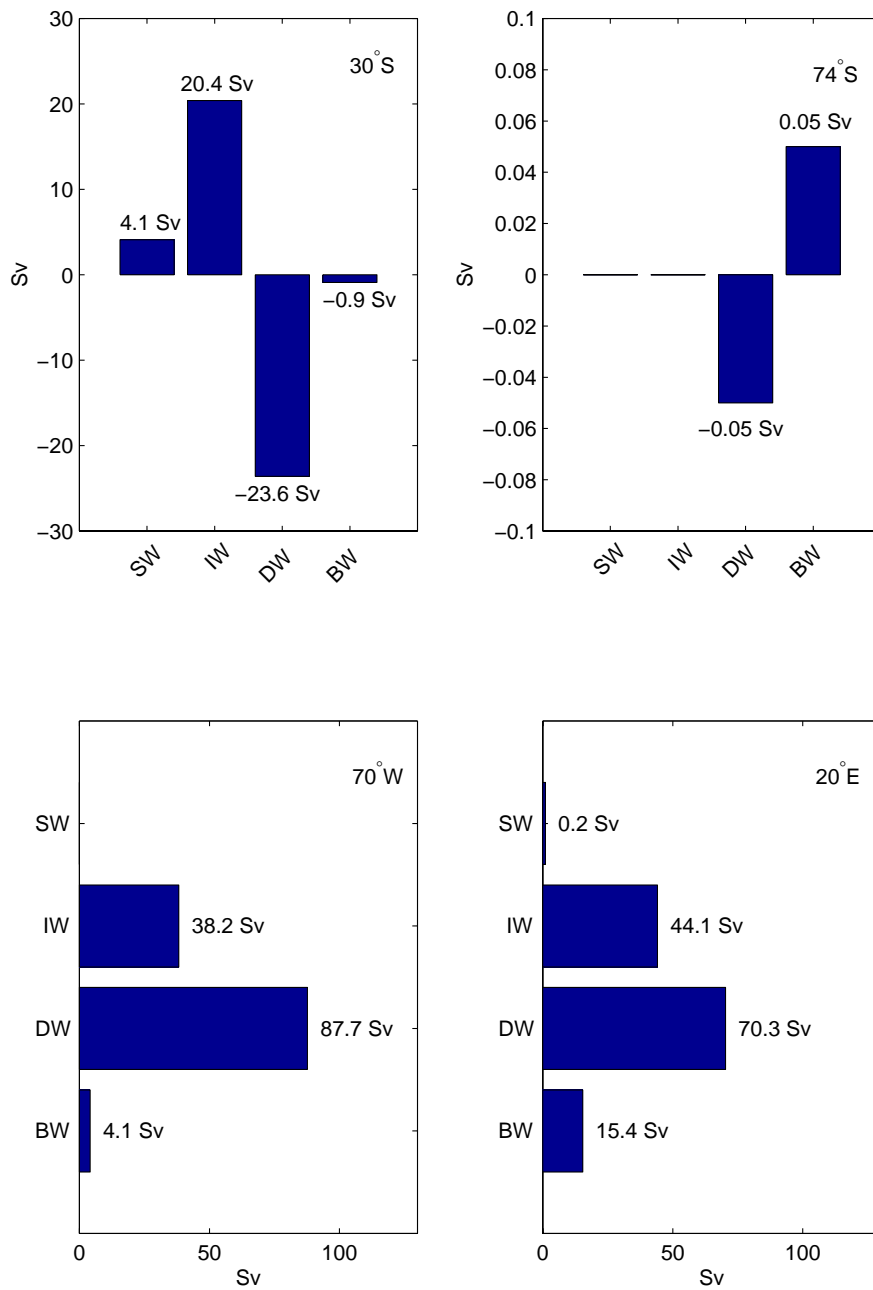 30
20
10
0
−10
−20
−30
Sv
30°S
4.1 Sv
20.4 Sv
−23.6 Sv
−0.9 Sv
SW
IW
DW
BW
0.1
0.08
0.06
0.04
0.02
0
−0.02
−0.04
−0.06
−0.08
−0.1
Sv
74°S
0.05 Sv
−0.05 Sv
SW
IW
DW
BW
70°W
SW
IW
38.2 Sv
DW
87.7 Sv
BW
4.1 Sv
0
50
100
Sv
20°E
SW
0.2 Sv
IW
44.1 Sv
DW
70.3 Sv
BW
15.4 Sv
0
50
100
Sv